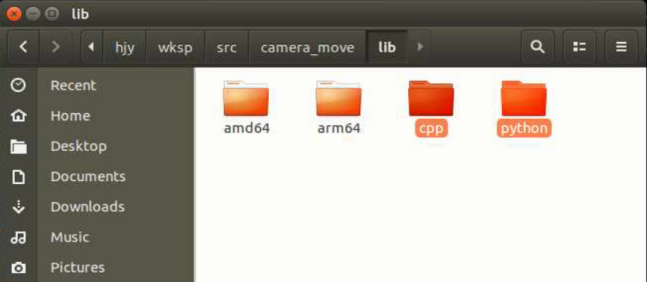 lib
hjy wksp src camera_move lib
Recent
Home
Desktop
Documents
Downloads
Music
Pictures
amd64 arm64 cpp python